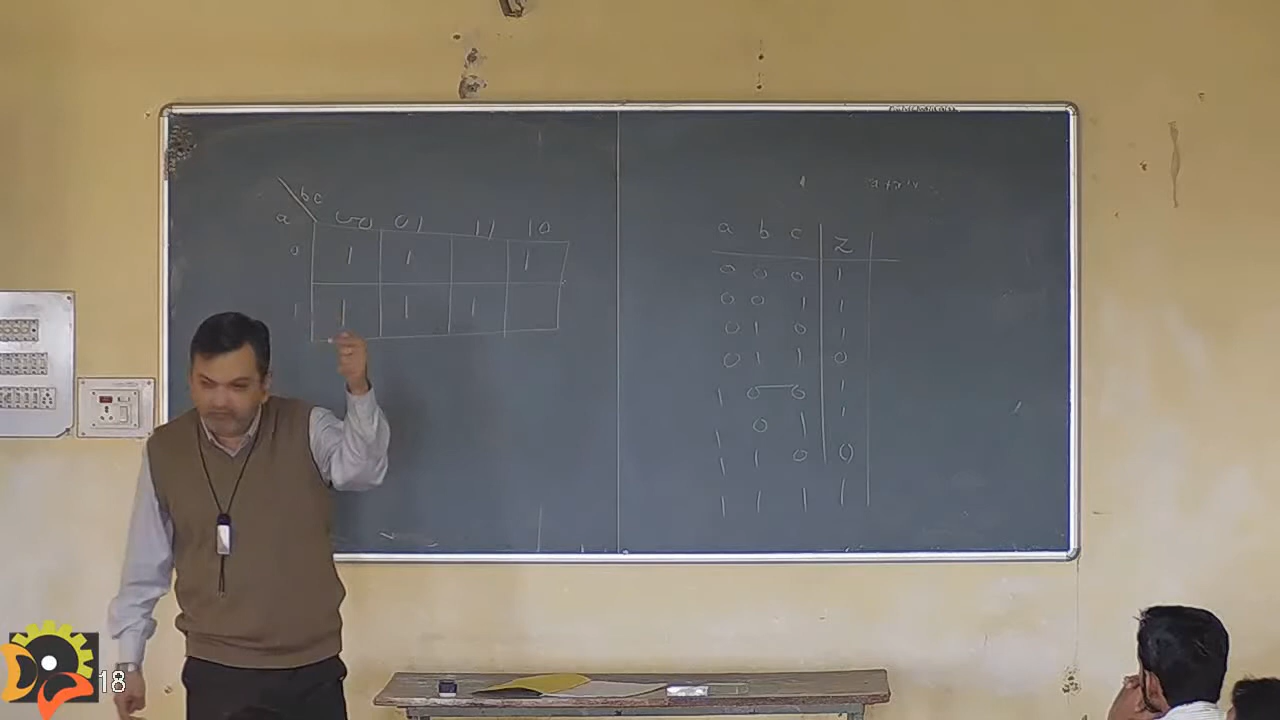 bc
a 00 01 11 10
0 1 1 1
1 1 1 1
a b c Z
0 0 0 1
0 0 1 1
0 1 0 1
0 1 1 0
1 0 0 1
1 0 1 1
1 1 0 0
1 1 1 1
18